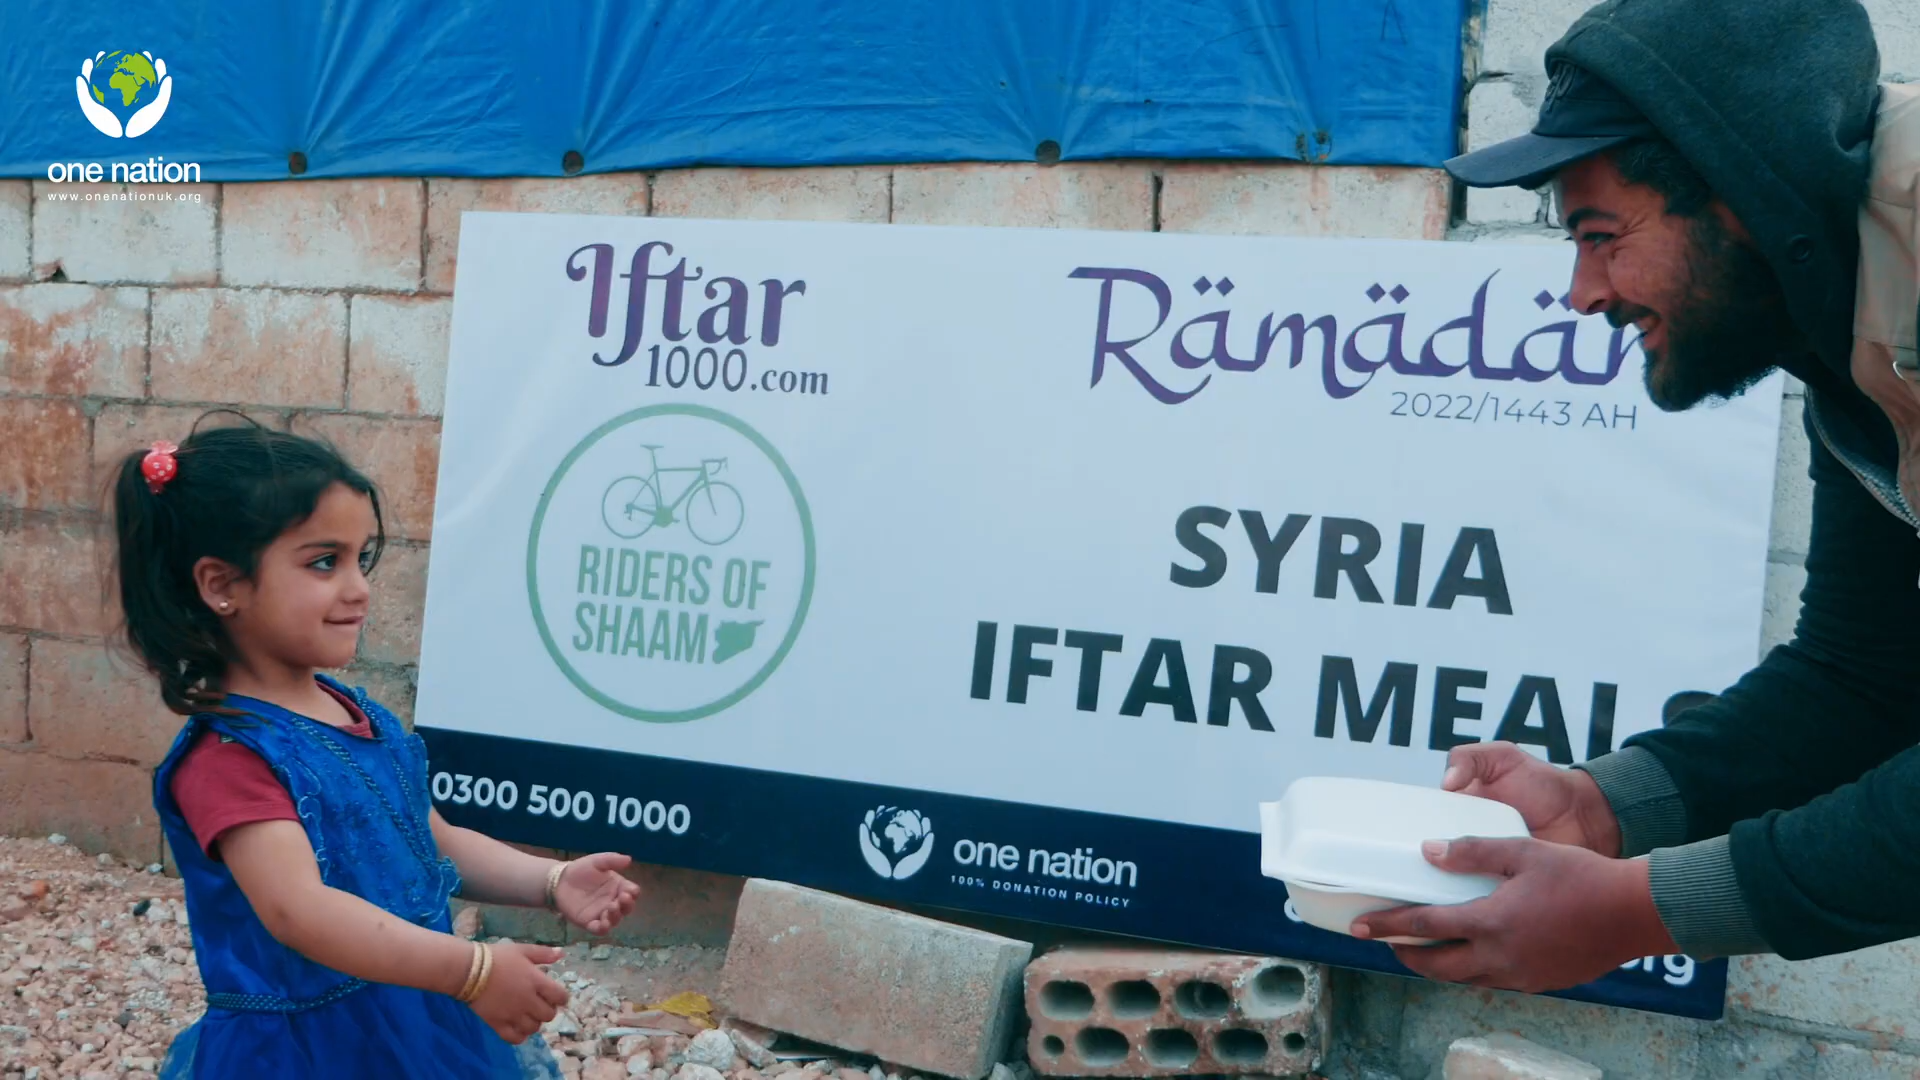 one nation
www.onenationuk.org
Iftar
1000.com
Rämädän
2022/1443 AH
RIDERS OF
SHAAM
SYRIA
IFTAR MEALS
0300 500 1000
one nation
100% DONATION POLICY